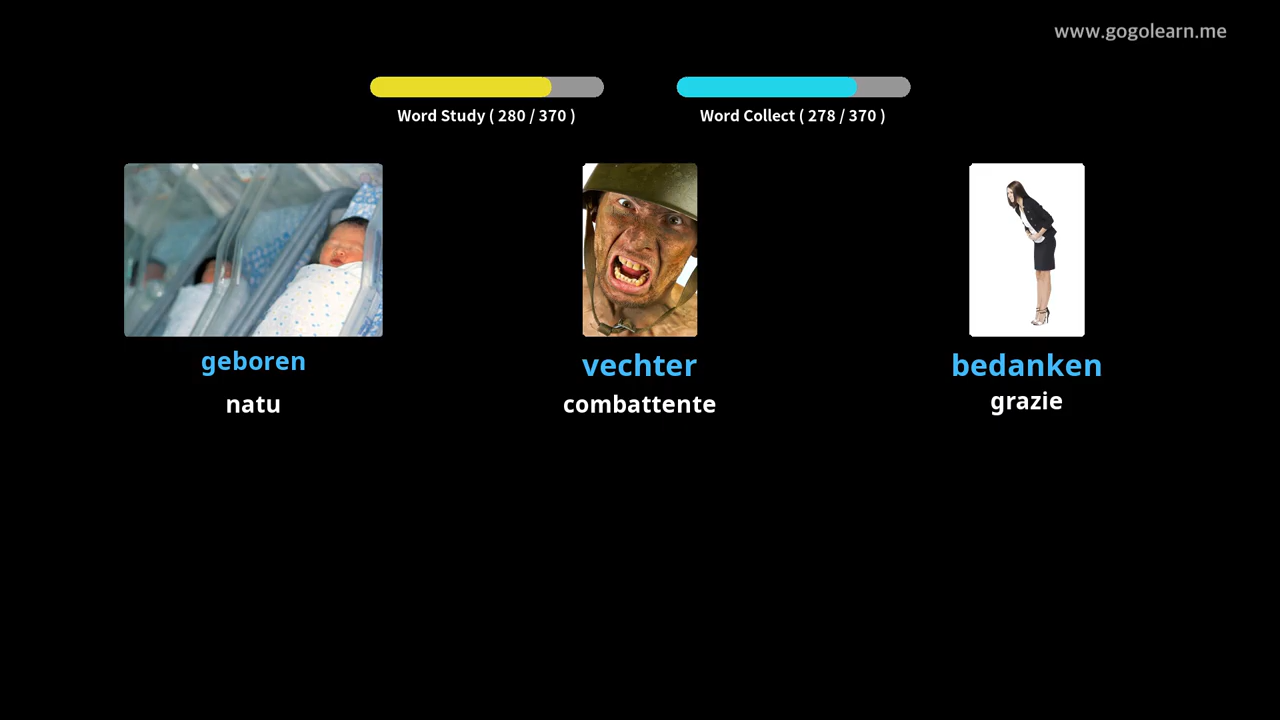 www.gogolearn.me
Word Study ( 280 / 370 )
Word Collect ( 278 / 370 )
geboren
natu
vechter
combattente
bedanken
grazie